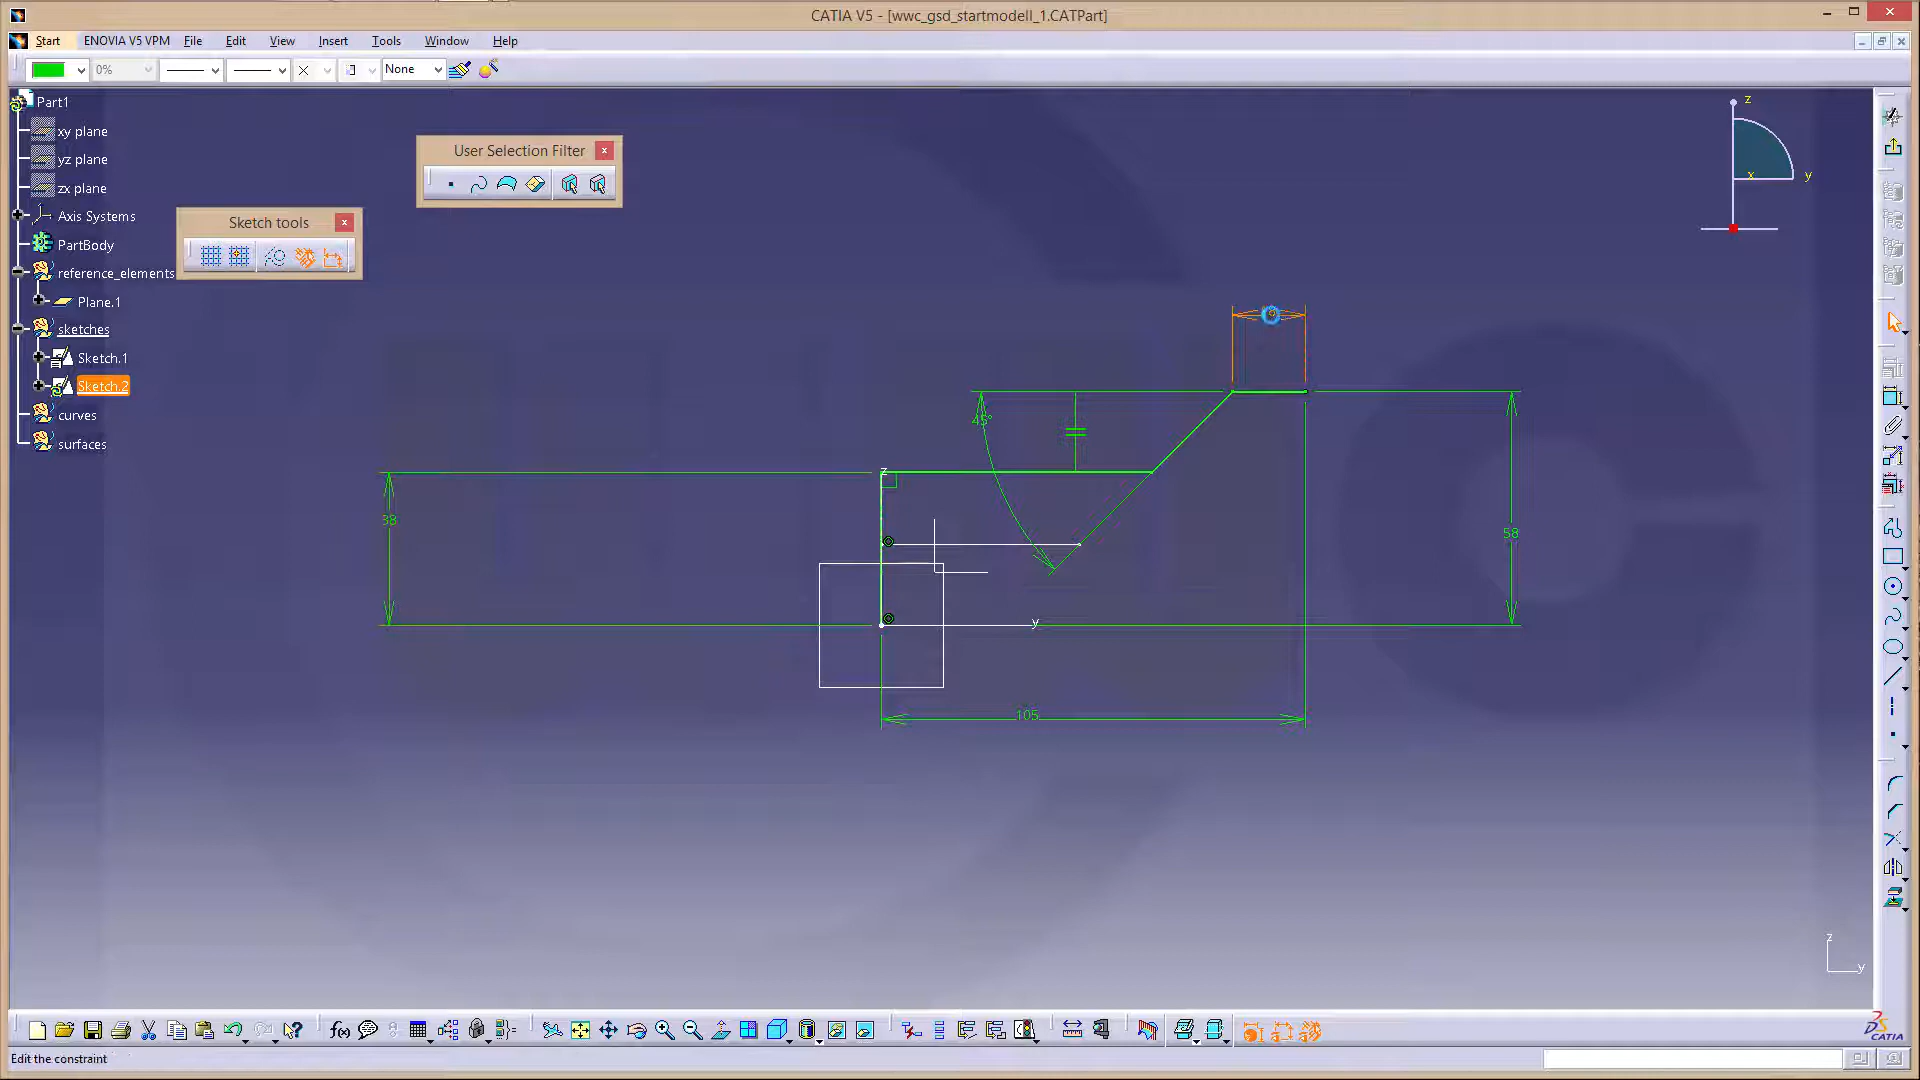 CATIA V5 - [wwc_gsd_startmodell_1.CATPart]
Start ENOVIA V5 VPM File Edit View Insert Tools Window Help
0% None
Part1
xy plane
yz plane
zx plane
Axis Systems
PartBody
reference_elements
Plane.1
sketches
Sketch.1
Sketch.2
curves
surfaces
User Selection Filter
Sketch tools
z
x
y
45°
z
38
58
y
105
z
y
f(x)
CATIA
Edit the constraint